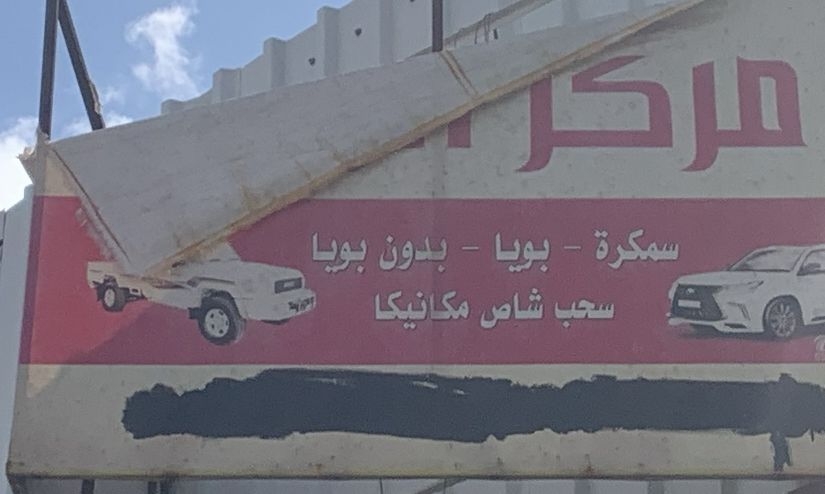 مركز
سمكرة - بويا - بدون بويا
سحب شاص مكانيكا